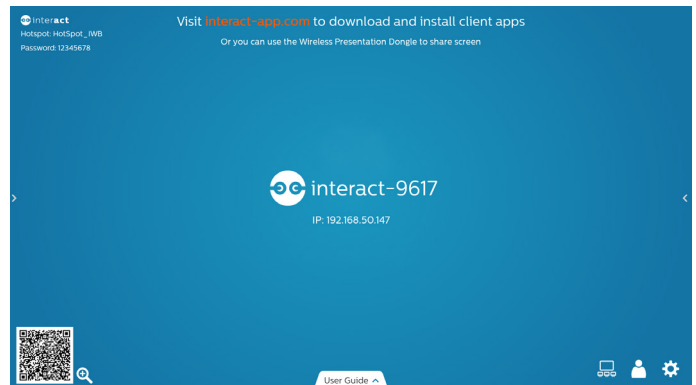 interact
Hotspot: HotSpot_IWB
Password: 12345678
Visit interact-app.com to download and install client apps
Or you can use the Wireless Presentation Dongle to share screen
interact-9617
IP: 192.168.50.147
User Guide